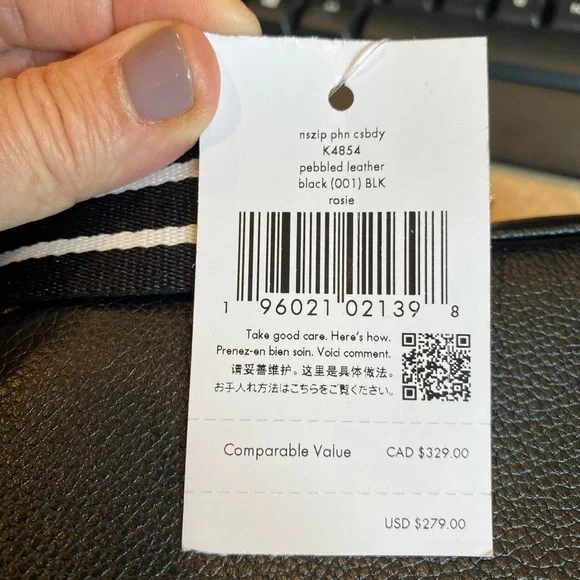 nszip phn csbdy
K4854
pebbled leather
black (001) BLK
rosie
1 96021 02139 8
Take good care. Here's how.
Prenez-en bien soin. Voici comment.
请妥善维护。这里是具体做法。
お手入れ方法はこちらをご覧ください。
Comparable Value CAD $329.00
USD $279.00